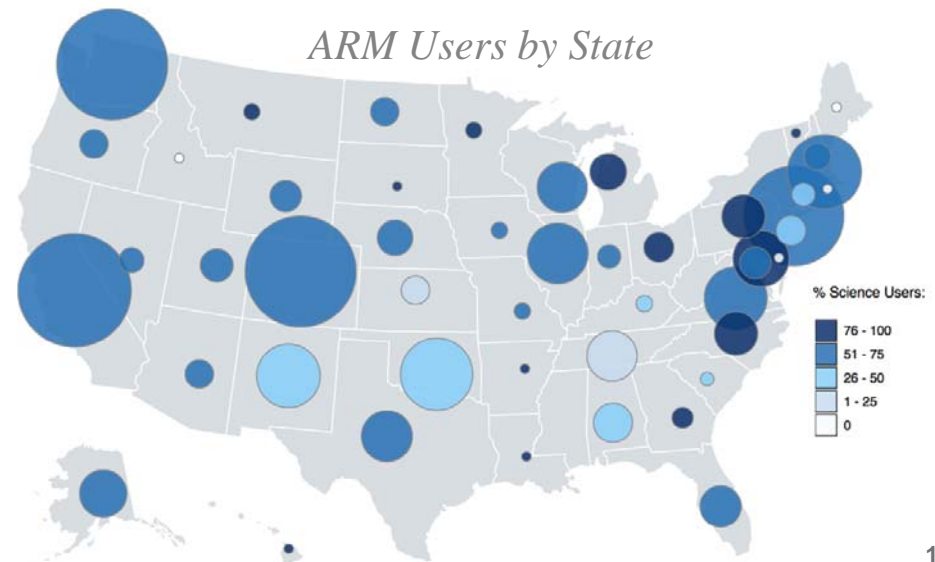 ARM Users by State
% Science Users:
76 - 100
51 - 75
26 - 50
1 - 25
0
1